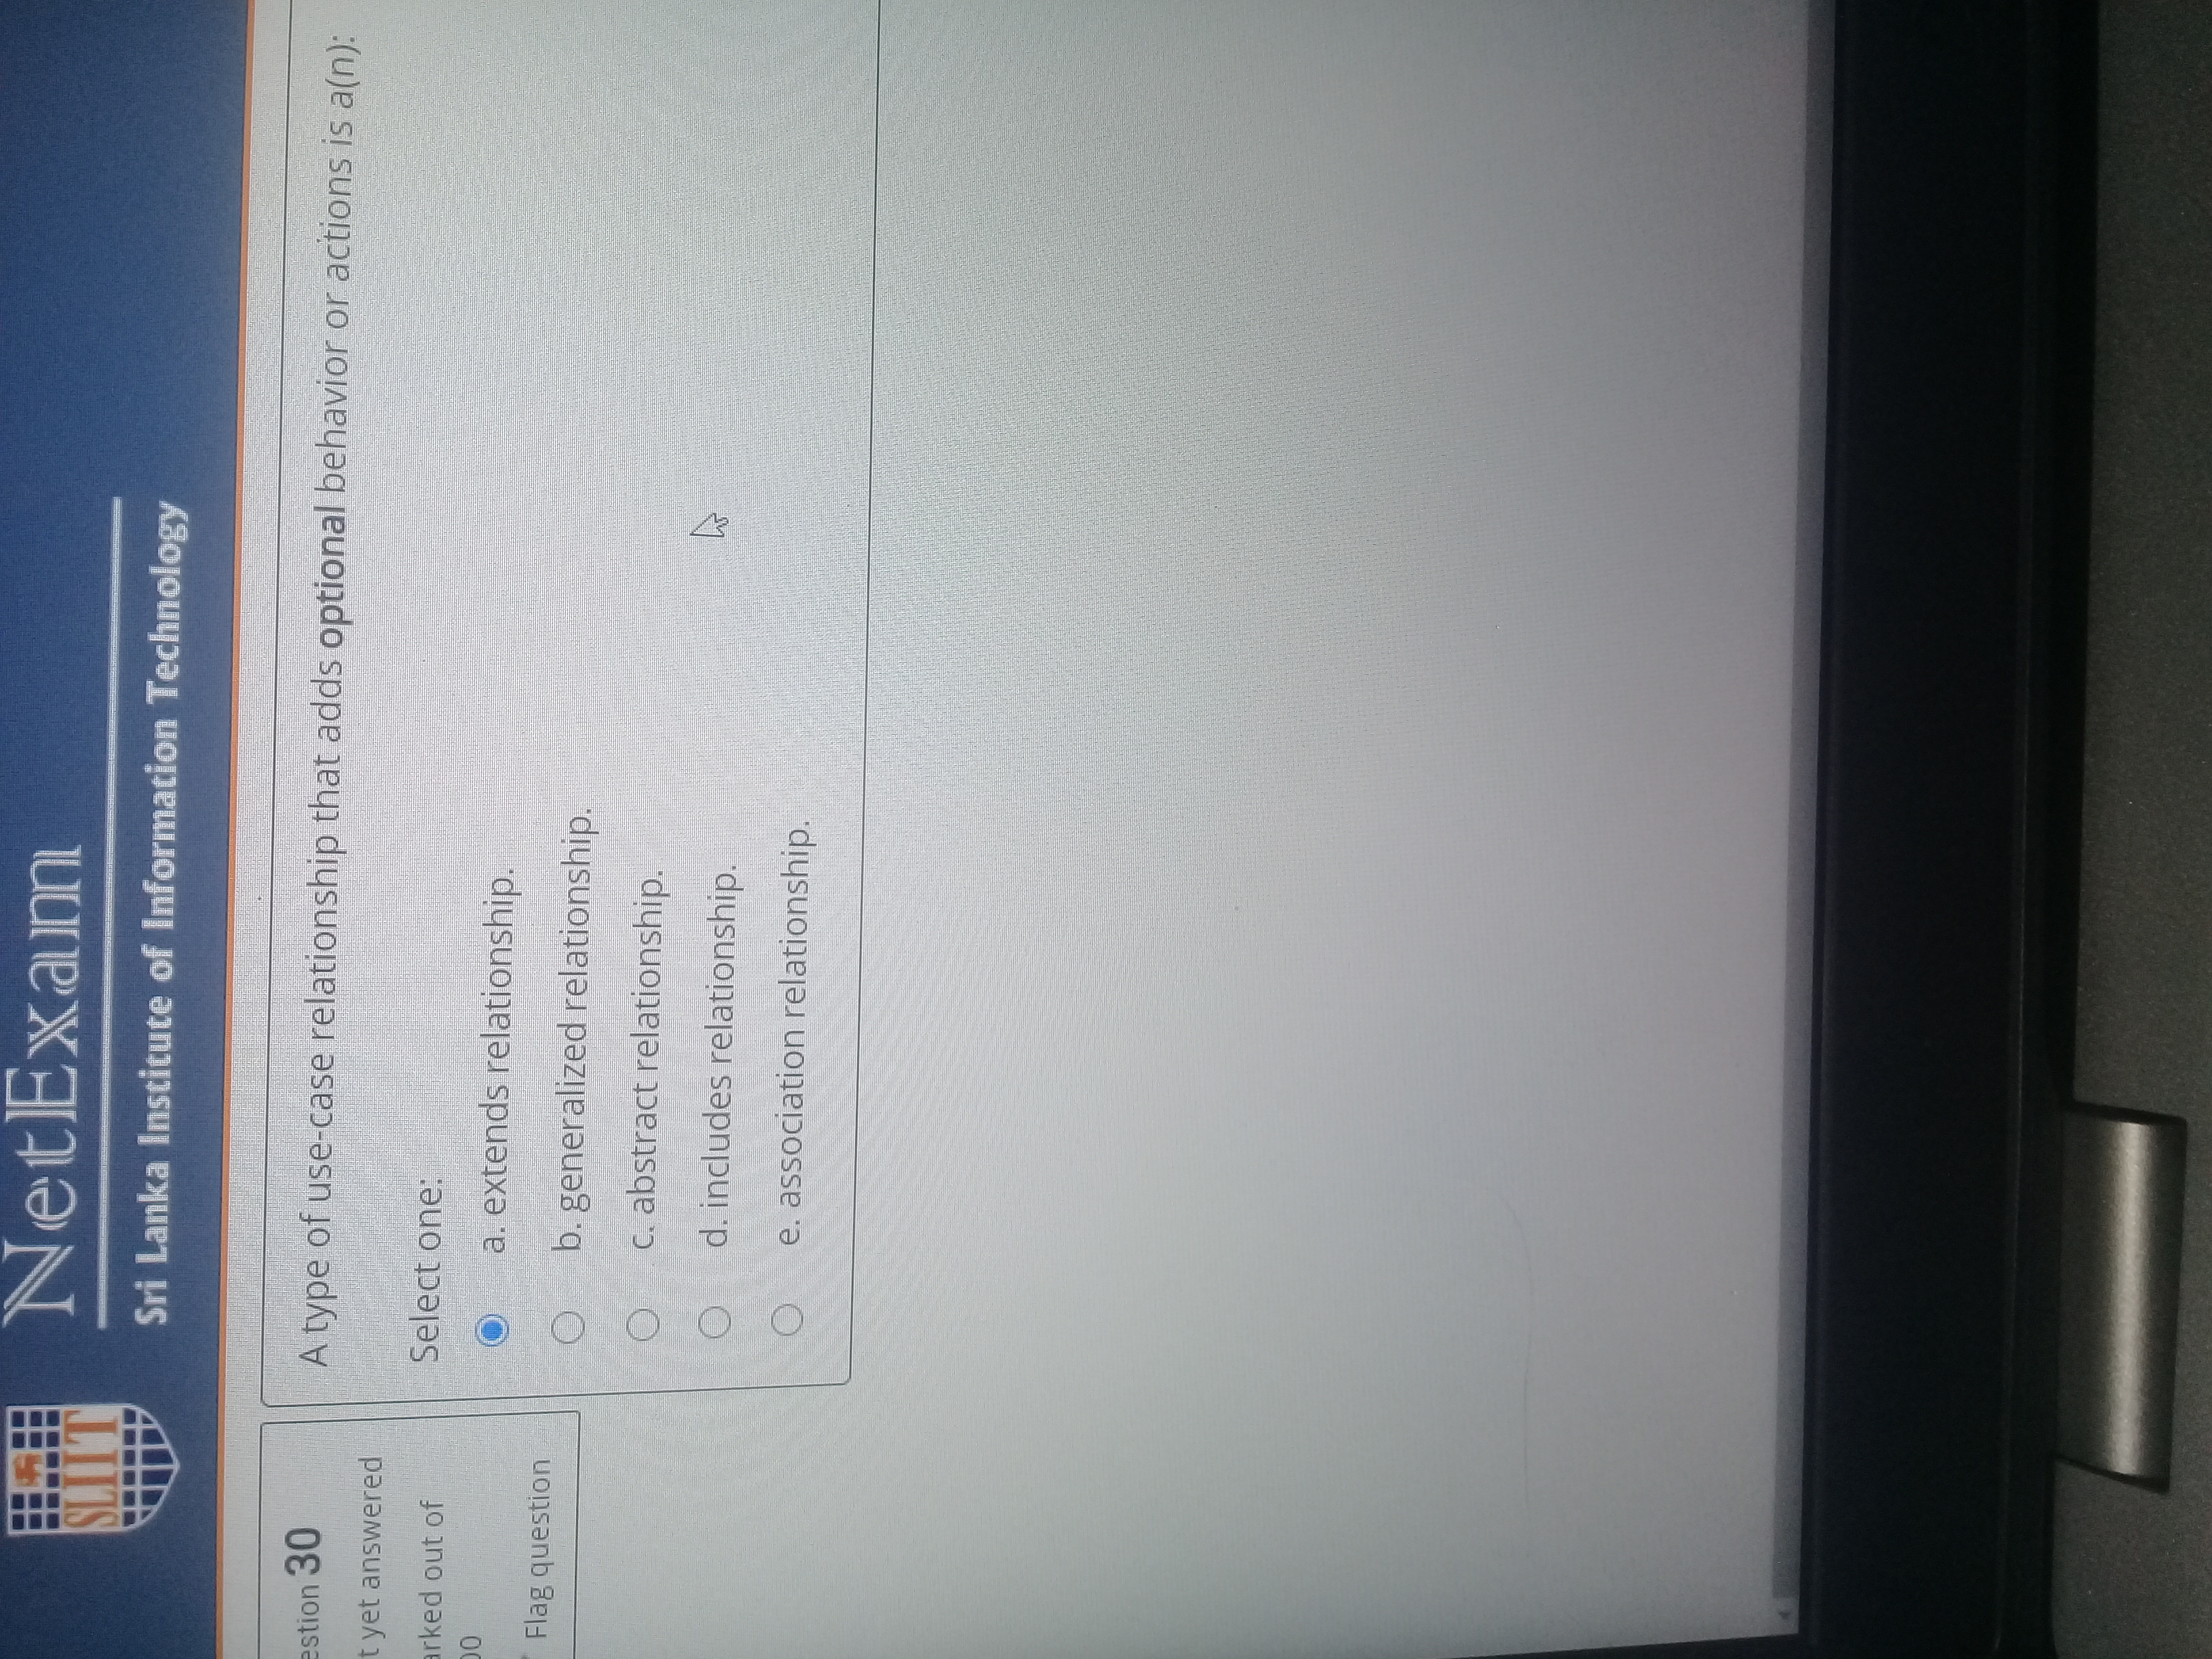 SLIIT
NetExam
Sri Lanka Institute of Information Technology
estion 30
t yet answered
arked out of
00
Flag question
A type of use-case relationship that adds optional behavior or actions is a(n):
Select one:
a. extends relationship.
b. generalized relationship.
c. abstract relationship.
d. includes relationship.
e. association relationship.